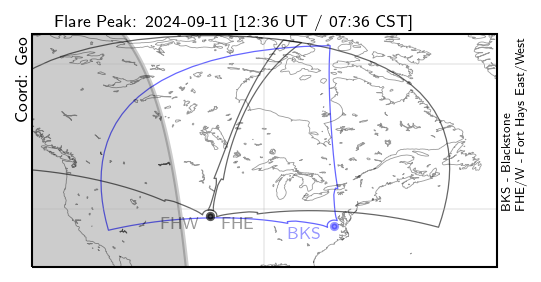 Flare Peak: 2024-09-11 [12:36 UT / 07:36 CST]
Coord: Geo
FHW
FHE
BKS
BKS - Blackstone
FHE/W - Fort Hays East/West